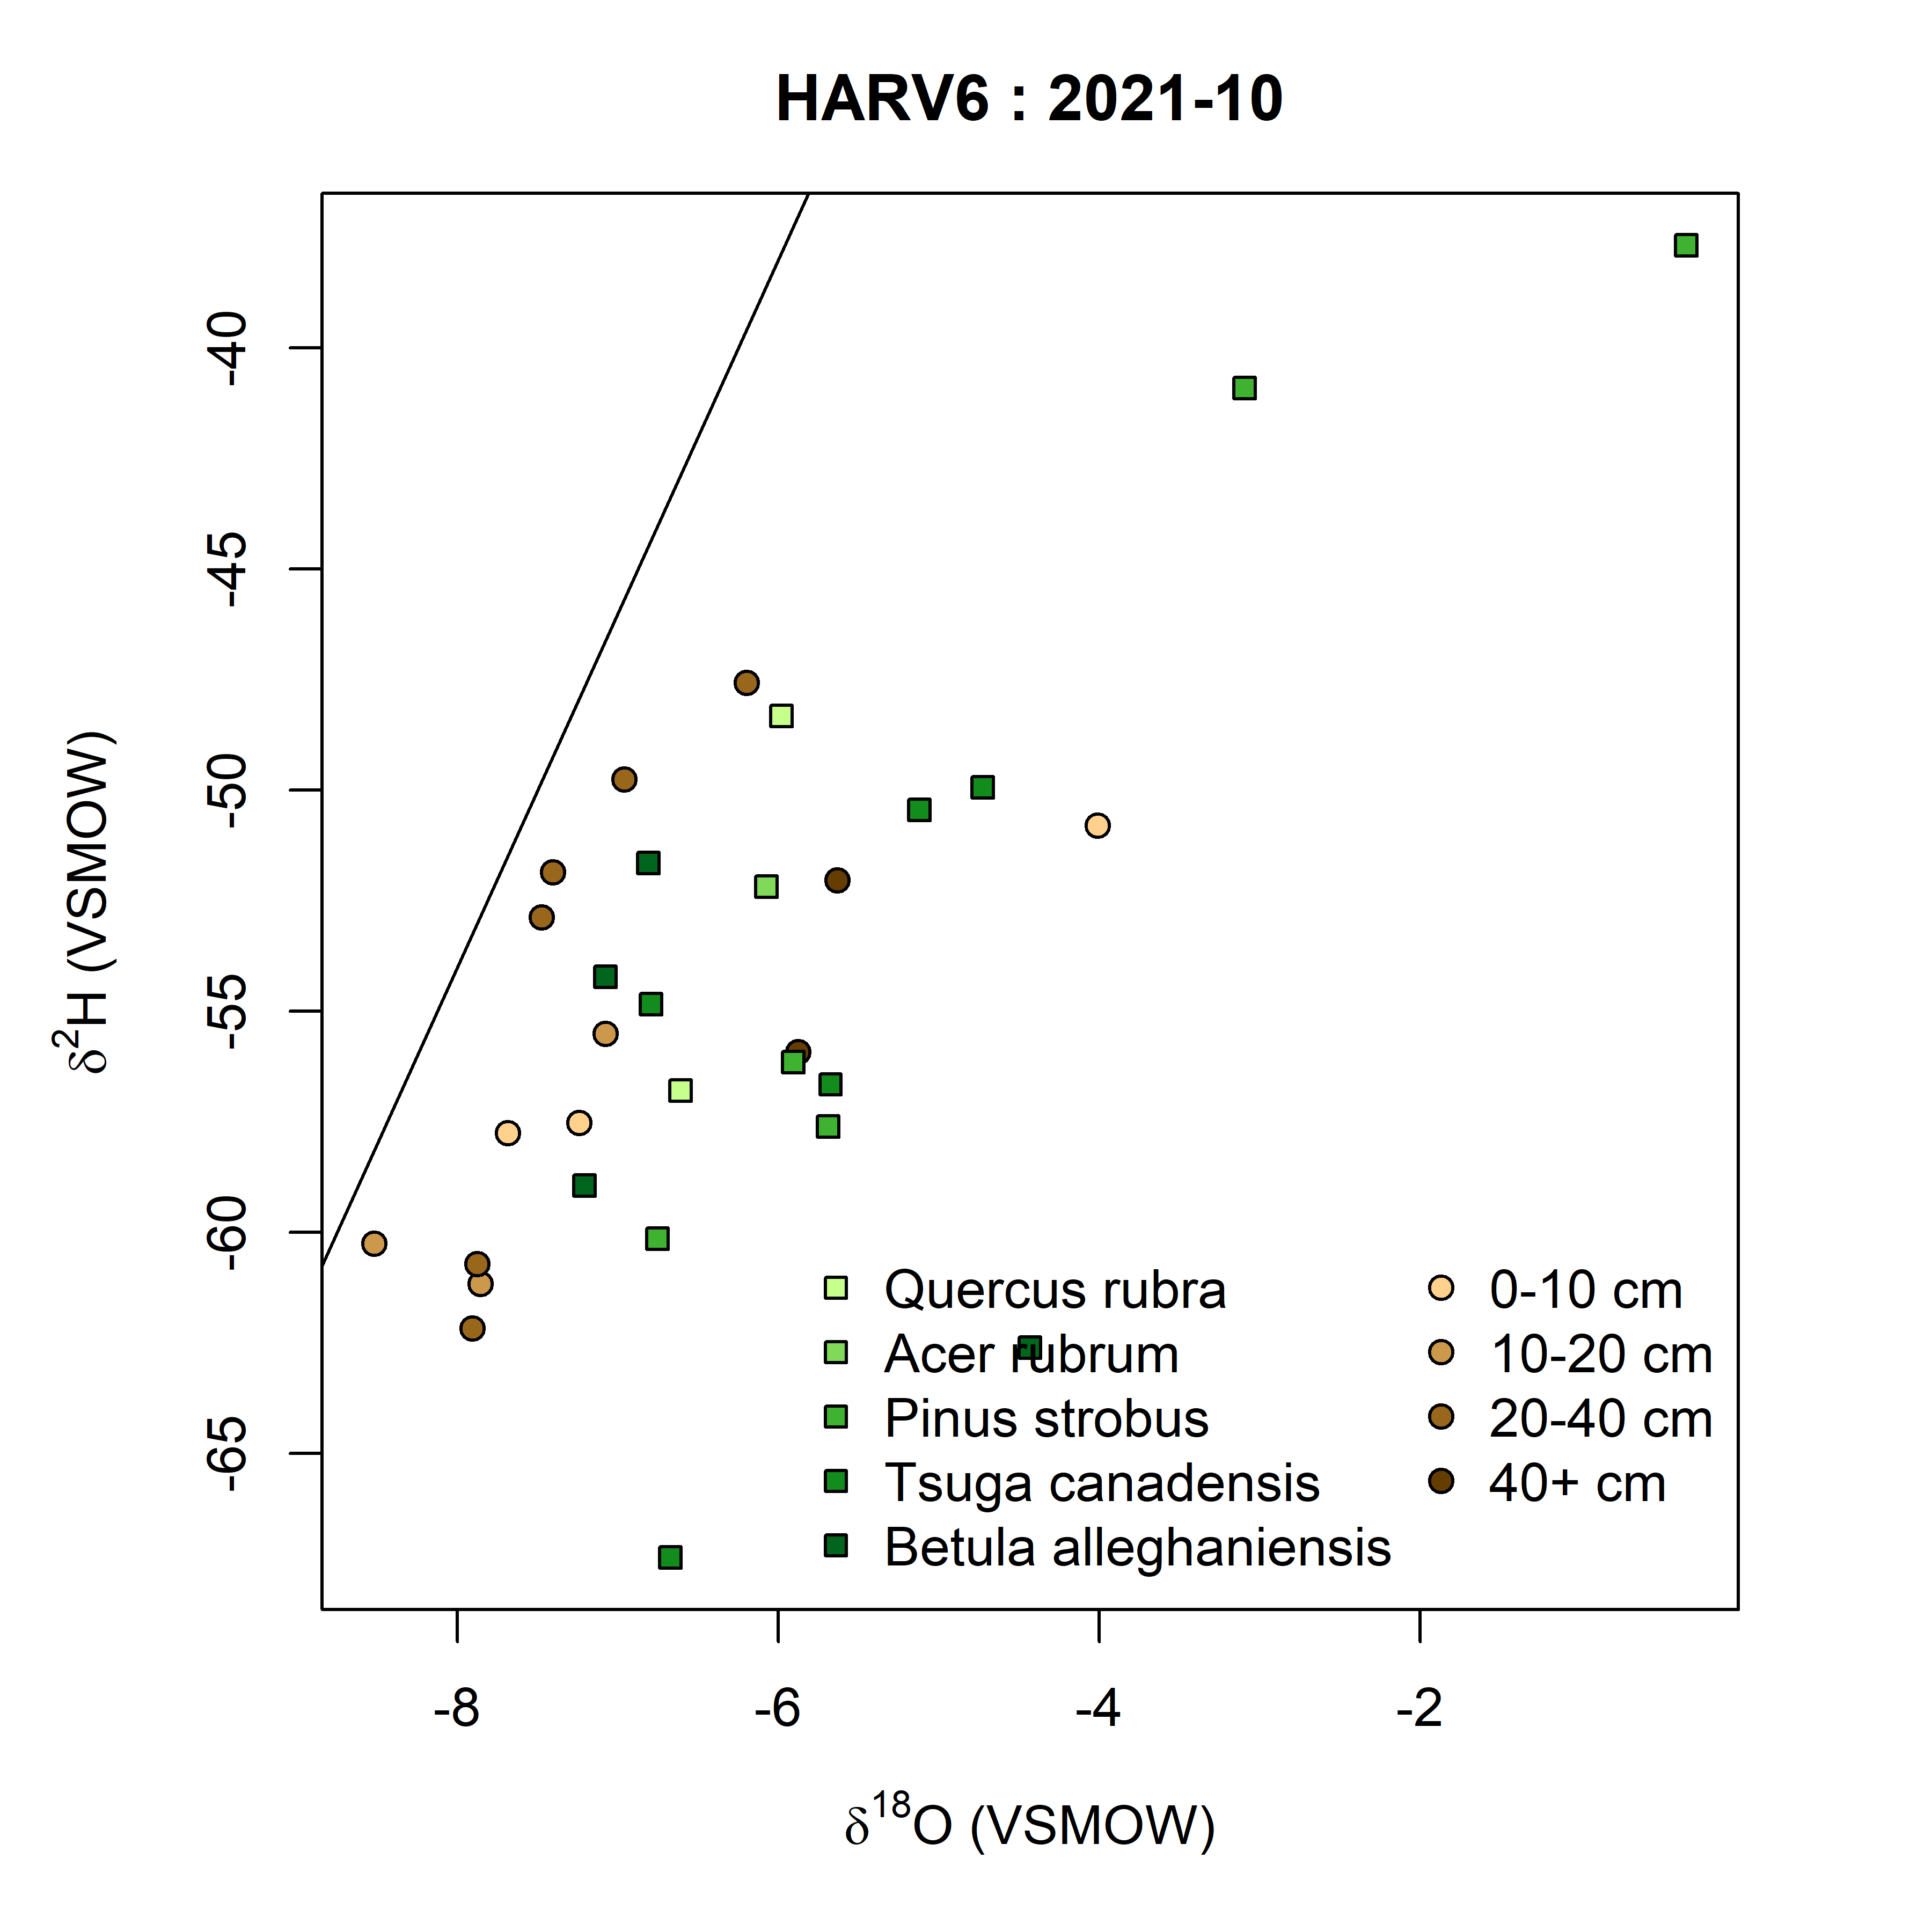 HARV6 : 2021-10
-40
-45
-50
-55
-60
-65
δ2H (VSMOW)
Quercus rubra
Acer rubrum
Pinus strobus
Tsuga canadensis
Betula alleghaniensis
0-10 cm
10-20 cm
20-40 cm
40+ cm
-8 -6 -4 -2
δ18O (VSMOW)